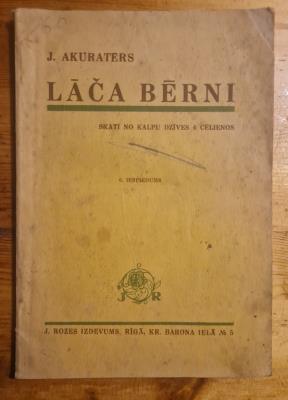 J. AKURATERS
LĀČA BĒRNI
SKATI NO KALPU DZĪVES 4 CĒLIENOS
6. IESPIEDUMS
J R
J. ROZES IZDEVUMS, RĪGĀ, KR. BARONA IELĀ № 5